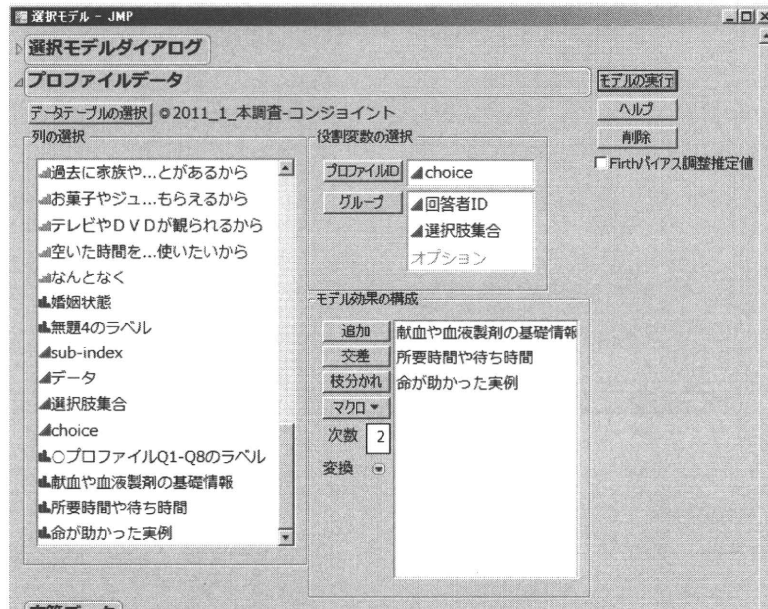 選択モデル - JMP
選択モデルダイアログ
プロファイルデータ
データテーブルの選択 2011_1_本調査-コンジョイント
列の選択
過去に家族や...とがあるから
お菓子やジュ...もらえるから
テレビやＤＶＤが観られるから
空いた時間を...使いたいから
なんとなく
婚姻状態
無題4のラベル
sub-index
データ
選択肢集合
choice
○プロファイルQ1-Q8のラベル
献血や血液製剤の基礎情報
所要時間や待ち時間
命が助かった実例
役割変数の選択
プロファイルID choice
グループ 回答者ID
選択肢集合
オプション
モデル効果の構成
追加 献血や血液製剤の基礎情報
交差 所要時間や待ち時間
枝分かれ 命が助かった実例
マクロ
次数 2
変換
モデルの実行
ヘルプ
削除
Firthバイアス調整推定値